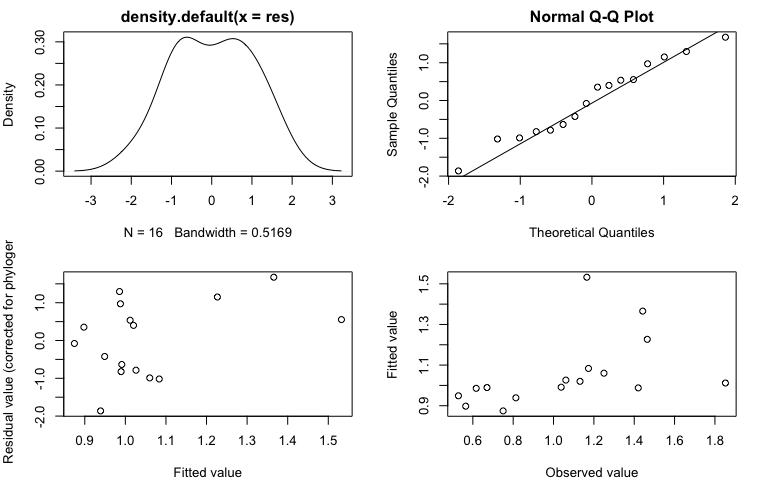 density.default(x = res)
Density
0.00
0.10
0.20
0.30
-3 -2 -1 0 1 2 3
N = 16 Bandwidth = 0.5169
Normal Q-Q Plot
Sample Quantiles
-2.0
-1.0
0.0
1.0
-2 -1 0 1 2
Theoretical Quantiles
Residual value (corrected for phyloger
-2.0
-1.0
0.0
1.0
0.9 1.0 1.1 1.2 1.3 1.4 1.5
Fitted value
Fitted value
0.9
1.1
1.3
1.5
0.6 0.8 1.0 1.2 1.4 1.6 1.8
Observed value